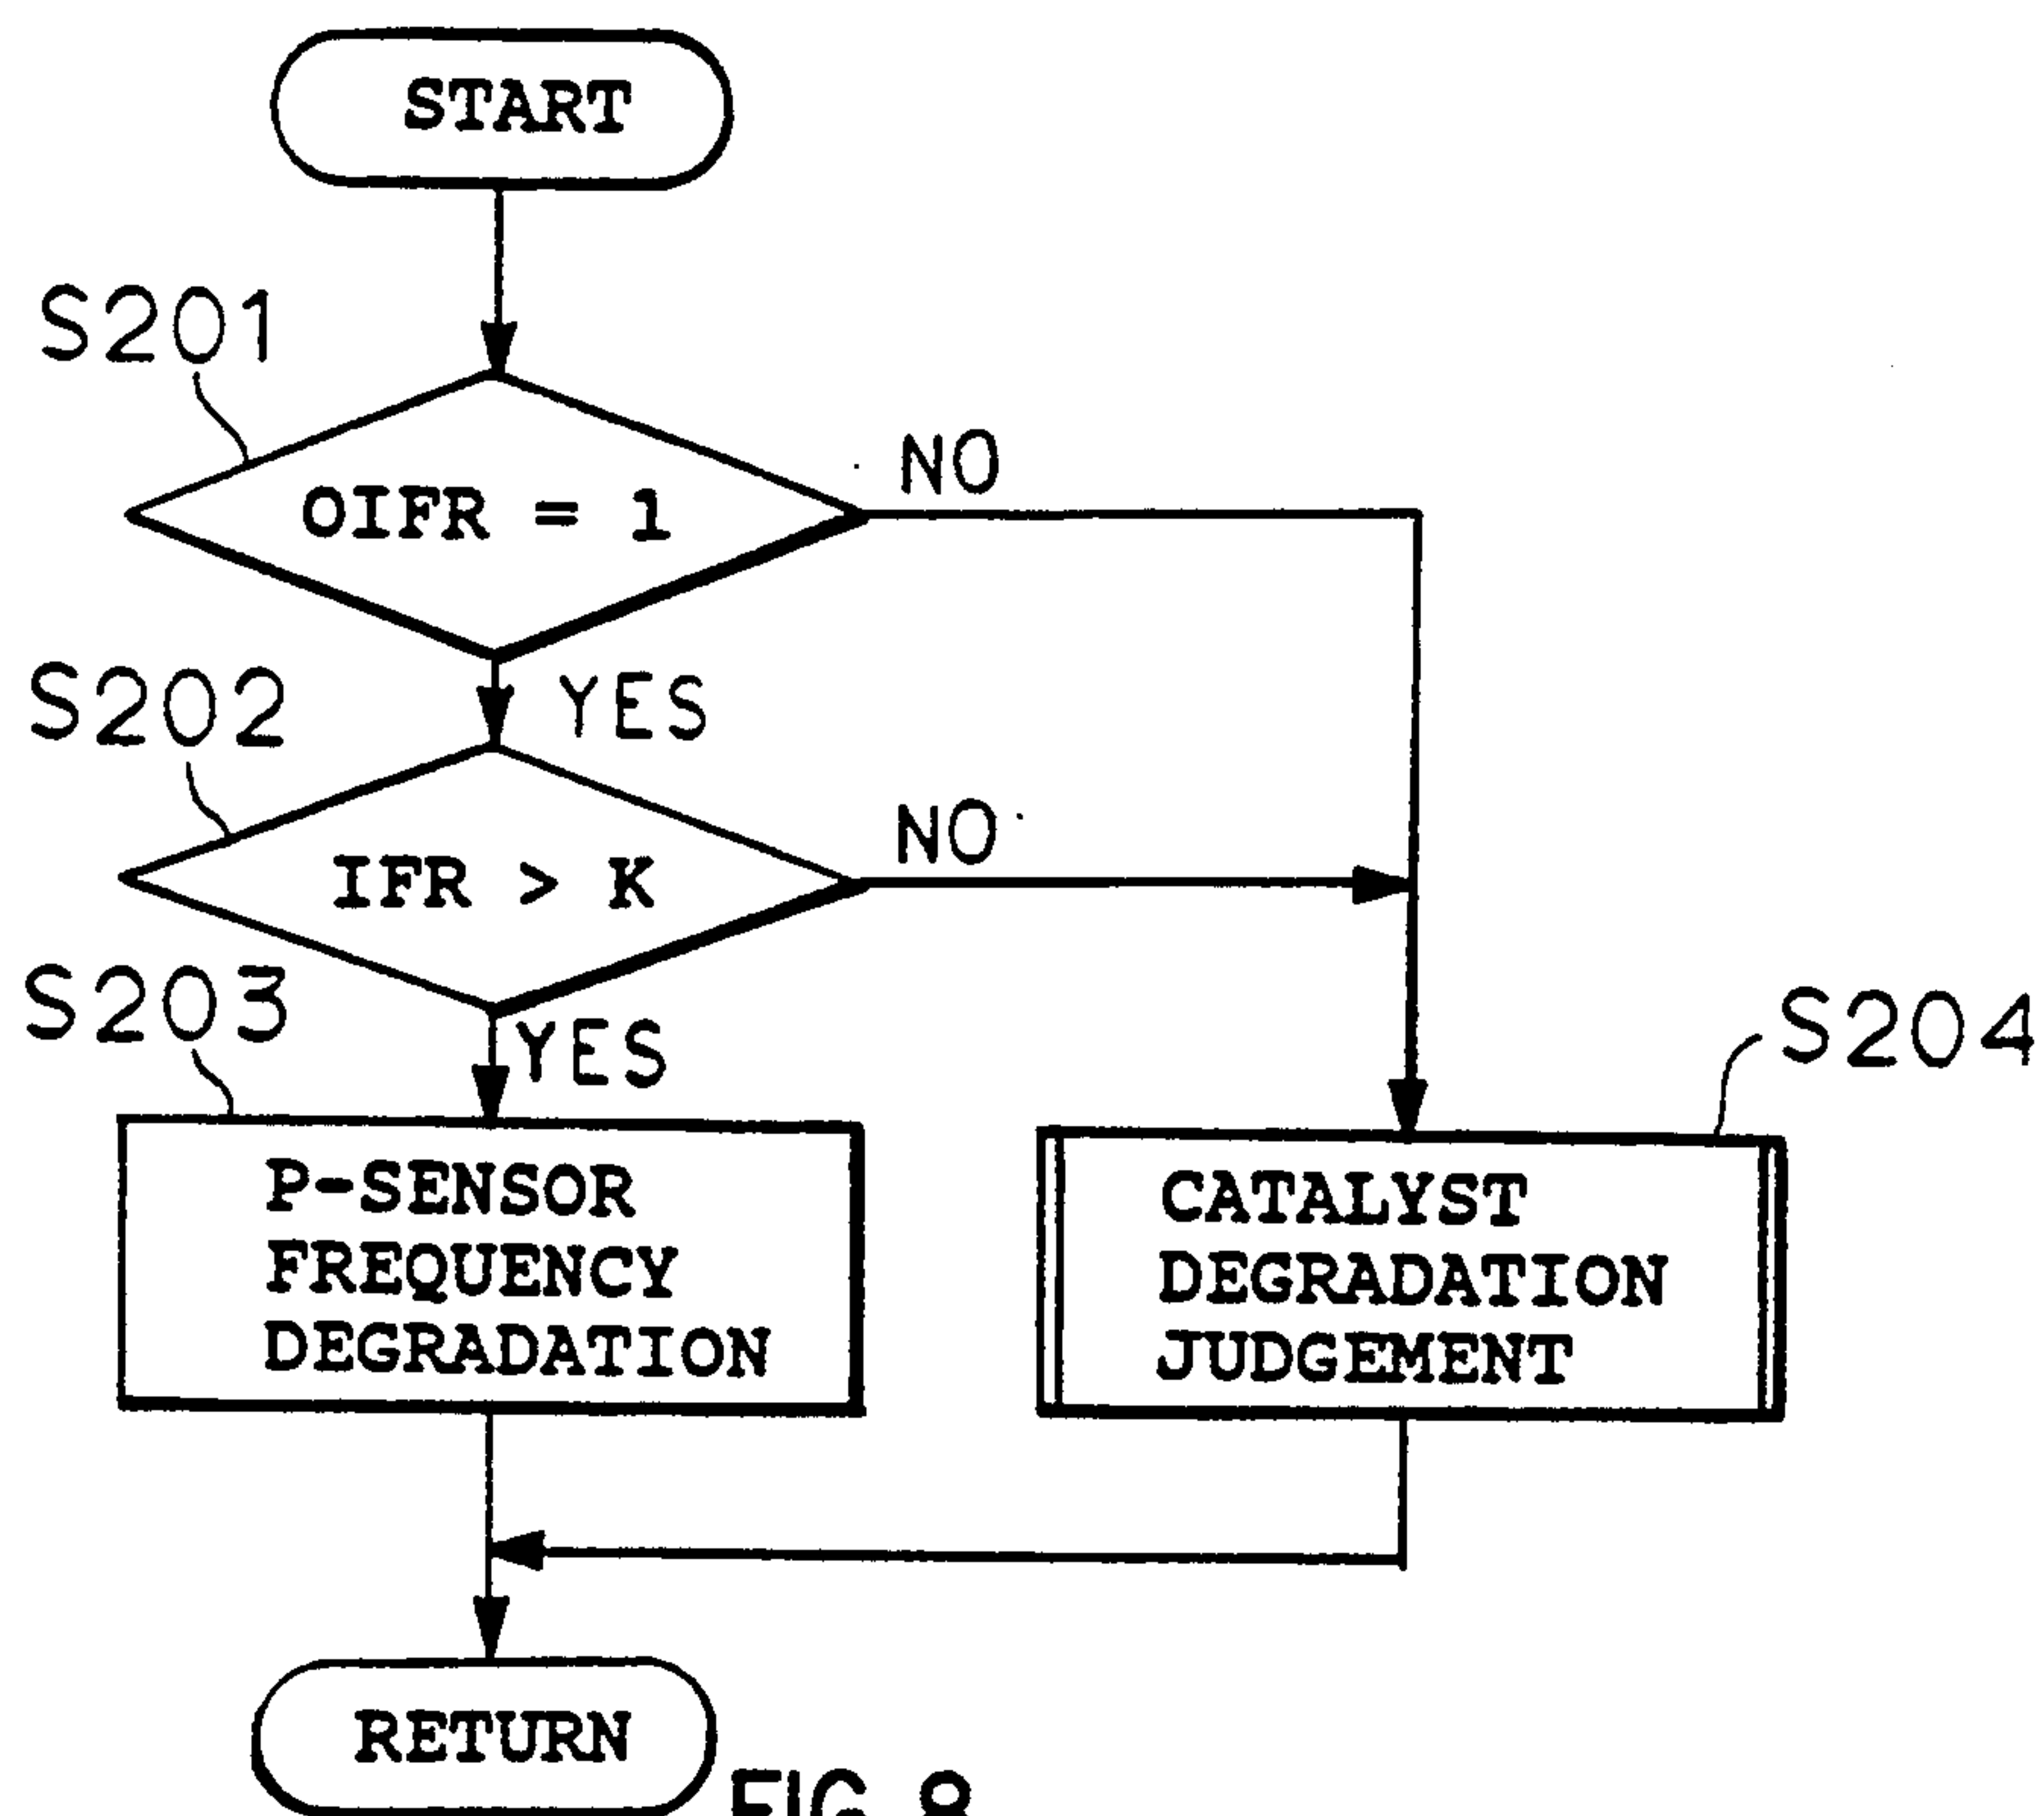 START
S201
NO
OIFR = 1
S202
YES
NO
IFR > K
S203
YES
S204
P-SENSOR
FREQUENCY
DEGRADATION
CATALYST
DEGRADATION
JUDGEMENT
RETURN
FIG. 8